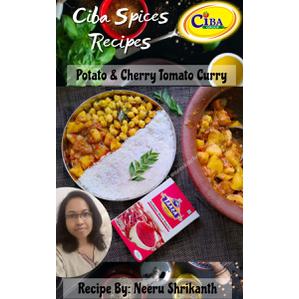 Ciba Spices
Recipes
CIBA
Potato & Cherry Tomato Curry
Recipe By: Neeru Shrikanth